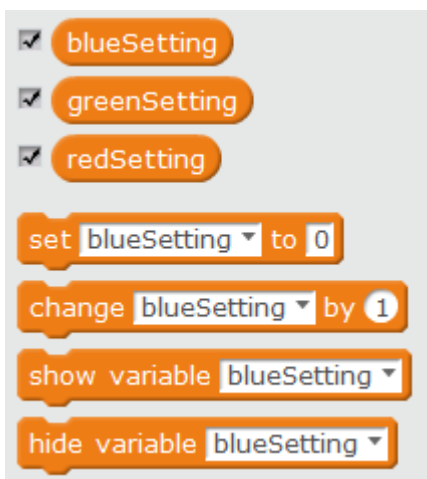 blueSetting
greenSetting
redSetting
set blueSetting to 0
change blueSetting by 1
show variable blueSetting
hide variable blueSetting